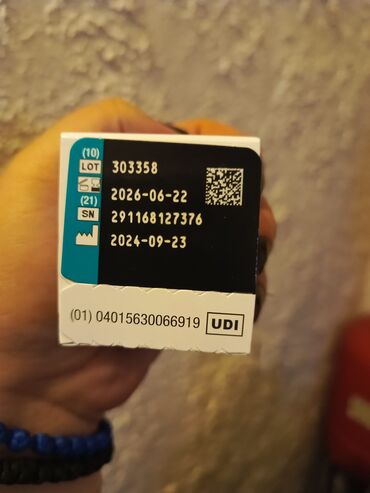 (10)
LOT 303358
2026-06-22
(21)
SN 291168127376
2024-09-23
(01) 04015630066919 UDI